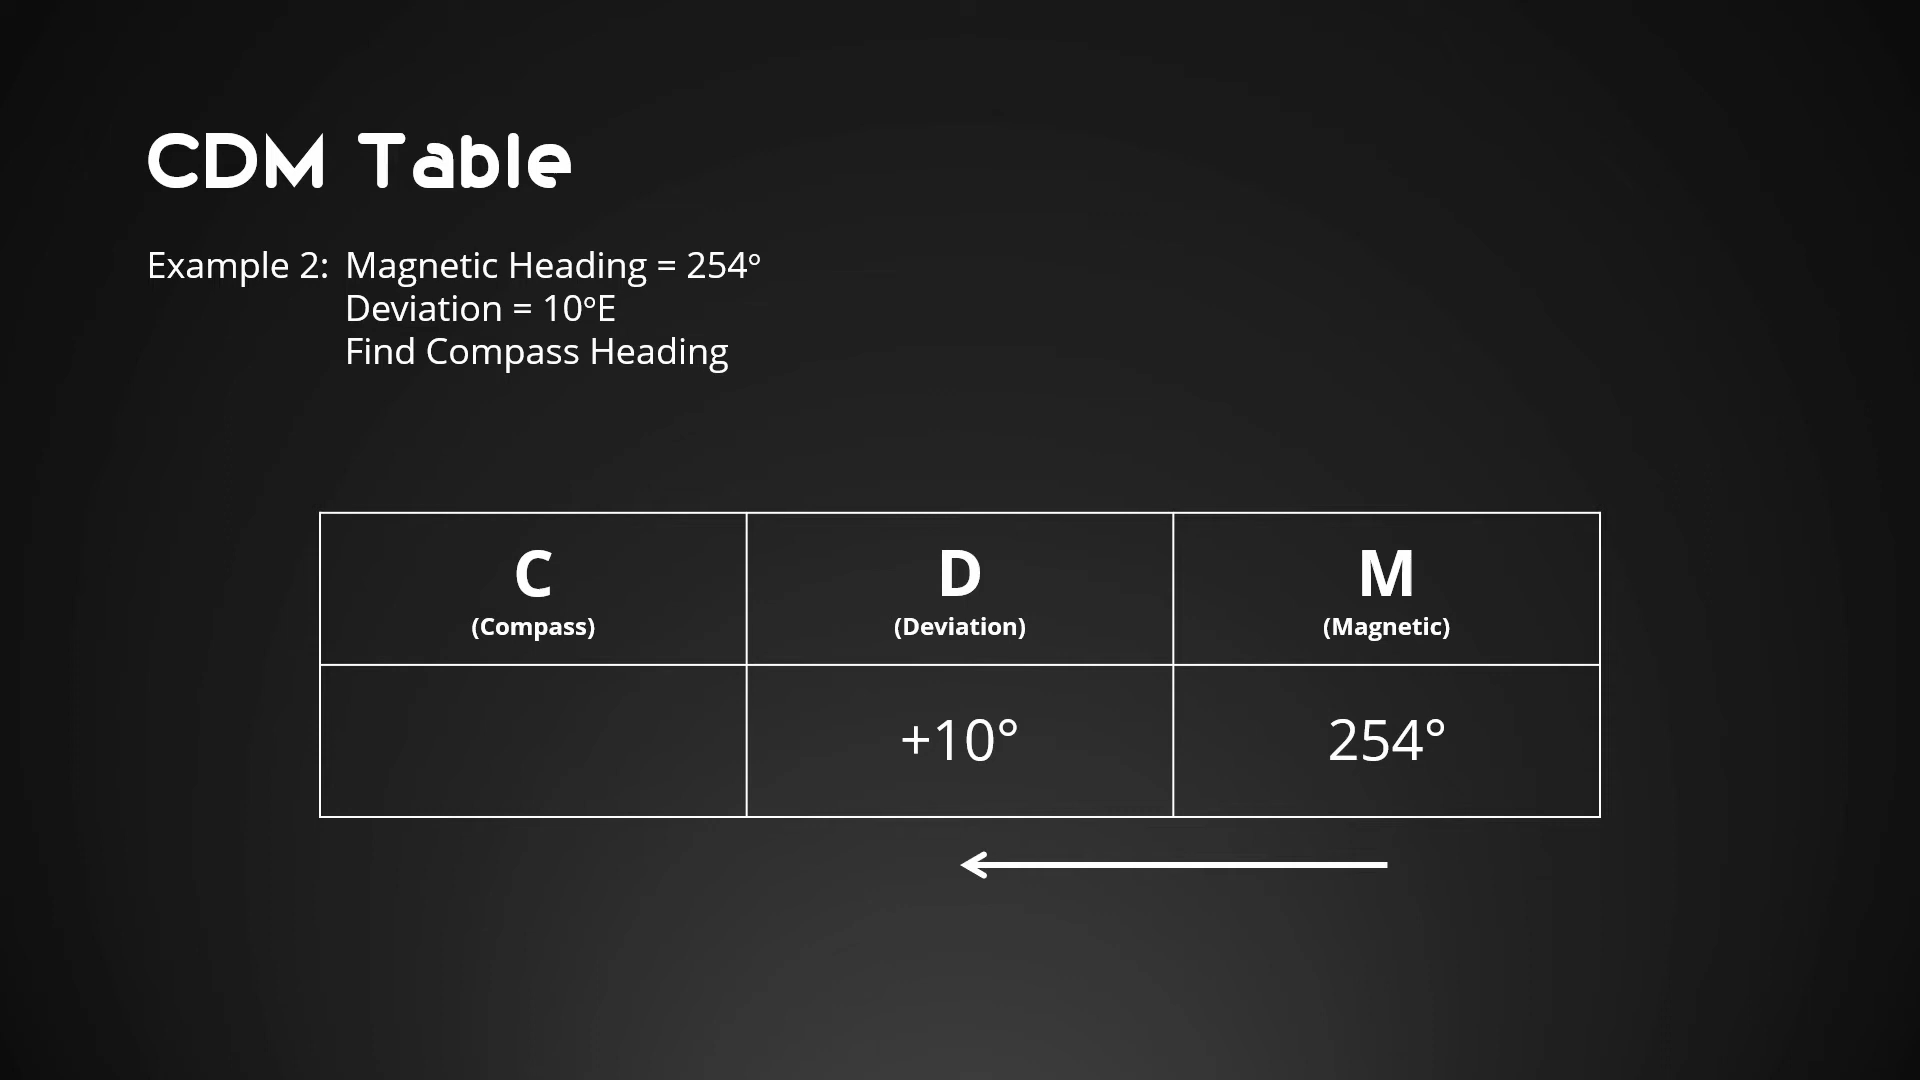 CDM Table
Example 2: Magnetic Heading = 254°
Deviation = 10°E
Find Compass Heading
C D M
(Compass) (Deviation) (Magnetic)
+10° 254°